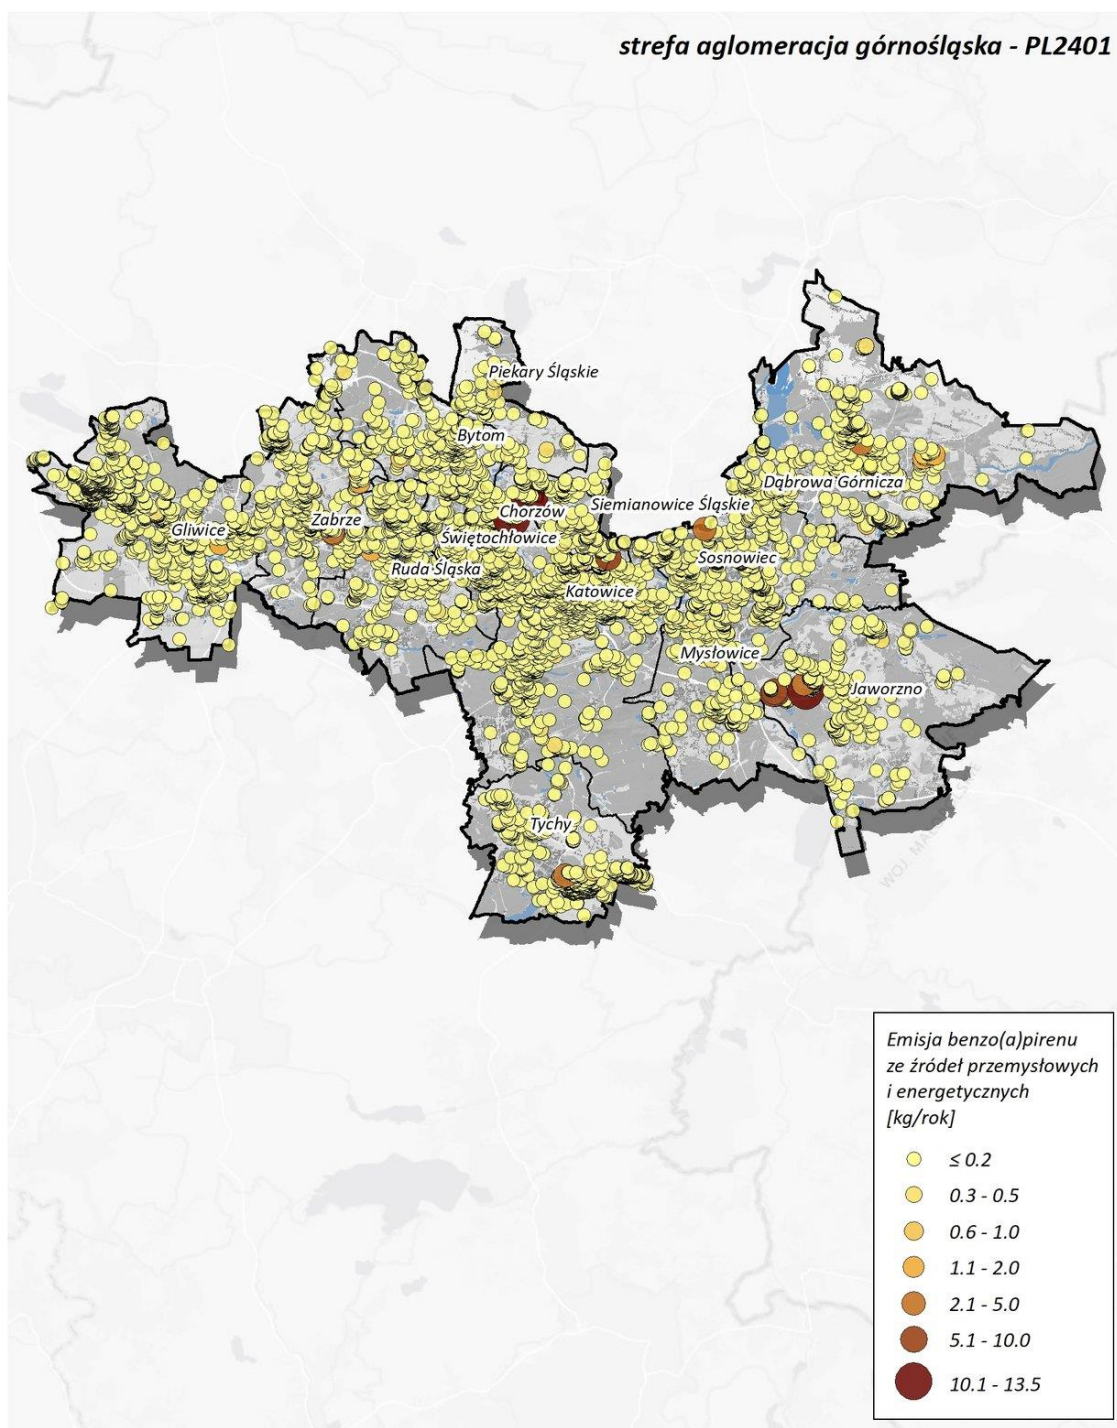 strefa aglomeracja górnośląska - PL2401
Piekary Śląskie
Bytom
Dąbrowa Górnicza
Siemianowice Śląskie
Chorzów
Zabrze
Gliwice
Świętochłowice
Sosnowiec
Ruda Śląska
Katowice
Mysłowice
Jaworzno
Tychy
Emisja benzo(a)pirenu
ze źródeł przemysłowych
i energetycznych
[kg/rok]
≤ 0.2
0.3 - 0.5
0.6 - 1.0
1.1 - 2.0
2.1 - 5.0
5.1 - 10.0
10.1 - 13.5